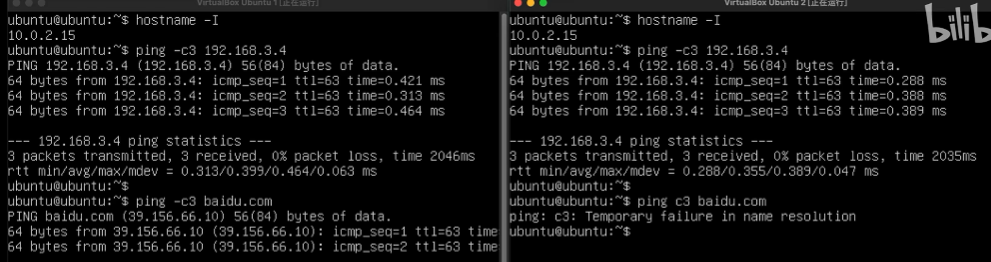 VirtualBox Ubuntu 1 [正在运行]
ubuntu@ubuntu:~$ hostname -I
10.0.2.15
ubuntu@ubuntu:~$ ping -c3 192.168.3.4
PING 192.168.3.4 (192.168.3.4) 56(84) bytes of data.
64 bytes from 192.168.3.4: icmp_seq=1 ttl=63 time=0.421 ms
64 bytes from 192.168.3.4: icmp_seq=2 ttl=63 time=0.313 ms
64 bytes from 192.168.3.4: icmp_seq=3 ttl=63 time=0.464 ms
--- 192.168.3.4 ping statistics ---
3 packets transmitted, 3 received, 0% packet loss, time 2046ms
rtt min/avg/max/mdev = 0.313/0.399/0.464/0.063 ms
ubuntu@ubuntu:~$
ubuntu@ubuntu:~$ ping -c3 baidu.com
PING baidu.com (39.156.66.10) 56(84) bytes of data.
64 bytes from 39.156.66.10 (39.156.66.10): icmp_seq=1 ttl=63 time
64 bytes from 39.156.66.10 (39.156.66.10): icmp_seq=2 ttl=63 time
VirtualBox Ubuntu 2 [正在运行]
ubuntu@ubuntu:~$ hostname -I
10.0.2.15
ubuntu@ubuntu:~$ ping -c3 192.168.3.4
PING 192.168.3.4 (192.168.3.4) 56(84) bytes of data.
64 bytes from 192.168.3.4: icmp_seq=1 ttl=63 time=0.288 ms
64 bytes from 192.168.3.4: icmp_seq=2 ttl=63 time=0.388 ms
64 bytes from 192.168.3.4: icmp_seq=3 ttl=63 time=0.389 ms
--- 192.168.3.4 ping statistics ---
3 packets transmitted, 3 received, 0% packet loss, time 2035ms
rtt min/avg/max/mdev = 0.288/0.355/0.389/0.047 ms
ubuntu@ubuntu:~$
ubuntu@ubuntu:~$ ping c3 baidu.com
ping: c3: Temporary failure in name resolution
ubuntu@ubuntu:~$
bilib